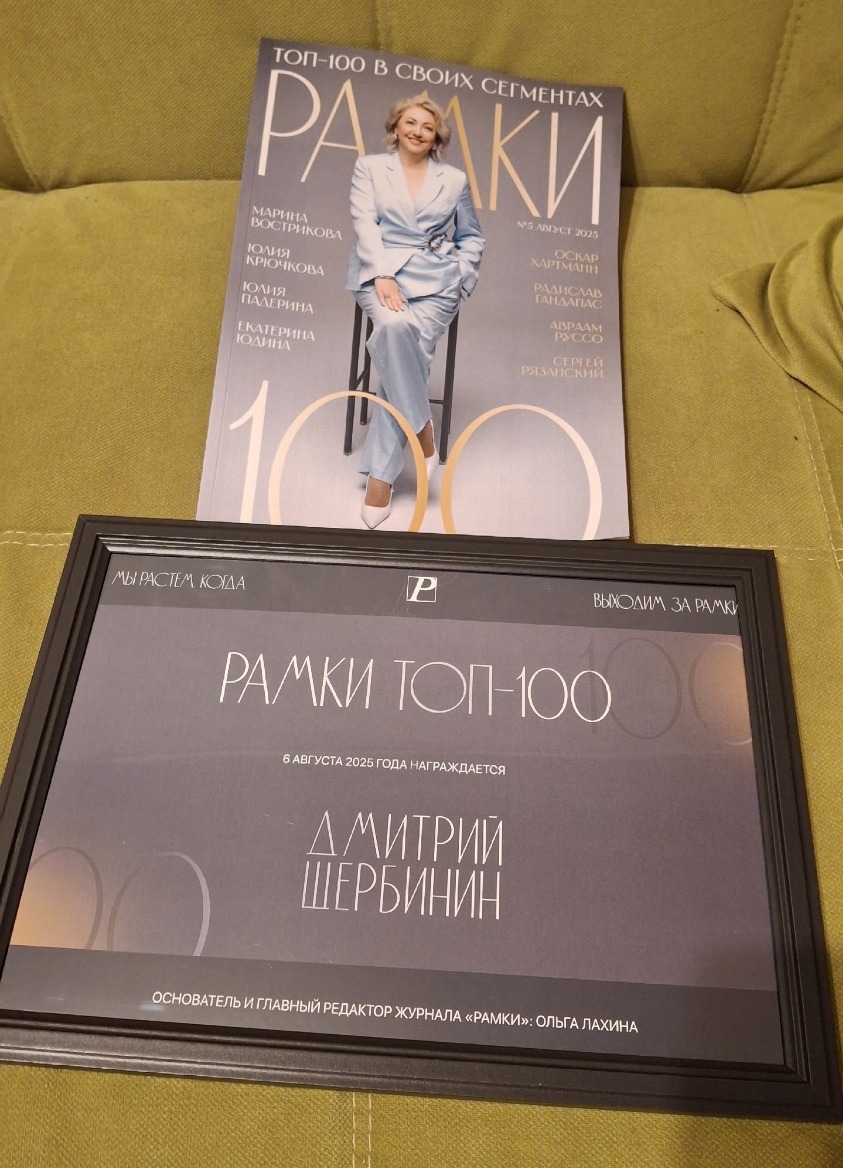 ТОП-100 В СВОИХ СЕГМЕНТАХ
РАМКИ
№5 АВГУСТ 2025
МАРИНА
ВОСТРИКОВА
ЮЛИЯ
КРЮЧКОВА
ЮЛИЯ
ПАДЕРИНА
ЕКАТЕРИНА
ЮДИНА
ОСКАР
ХАРТМАНН
РАДИСЛАВ
ГАНДАПАС
АВРААМ
РУССО
СЕРГЕЙ
РЯЗАНСКИЙ
100
МЫ РАСТЕМ КОГДА
Р
ВЫХОДИМ ЗА РАМКИ
100
РАМКИ ТОП-100
6 АВГУСТА 2025 ГОДА НАГРАЖДАЕТСЯ
ДМИТРИЙ
ЩЕРБИНИН
00
ОСНОВАТЕЛЬ И ГЛАВНЫЙ РЕДАКТОР ЖУРНАЛА «РАМКИ»: ОЛЬГА ЛАХИНА